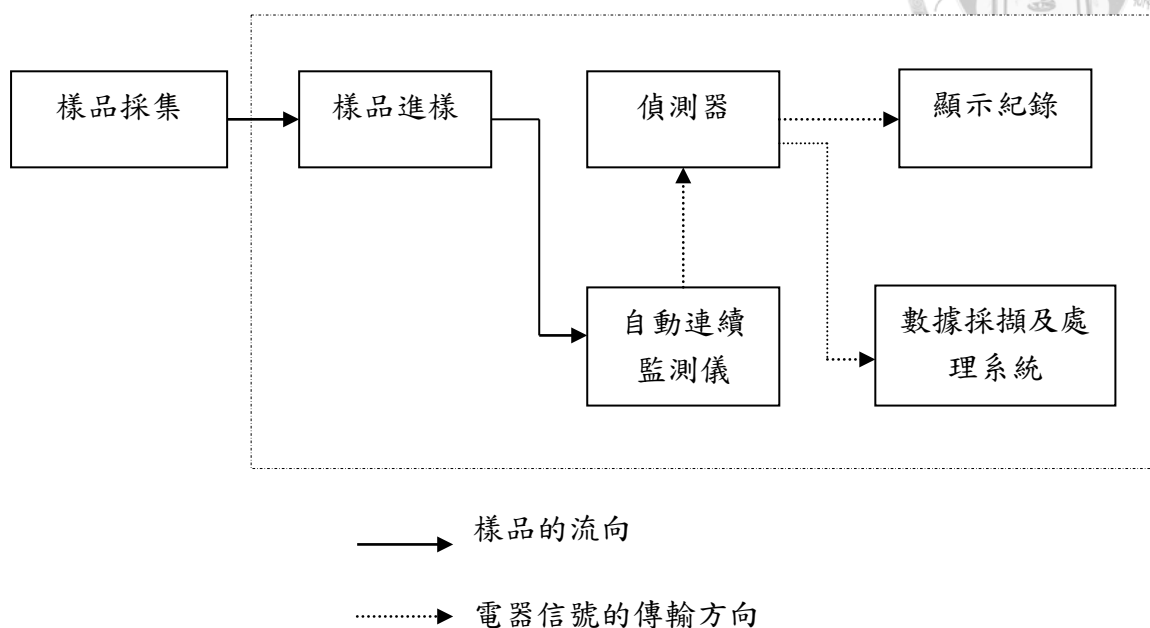 樣品採集
樣品進樣
偵測器
顯示紀錄
自動連續
監測儀
數據採擷及處
理系統
樣品的流向
電器信號的傳輸方向